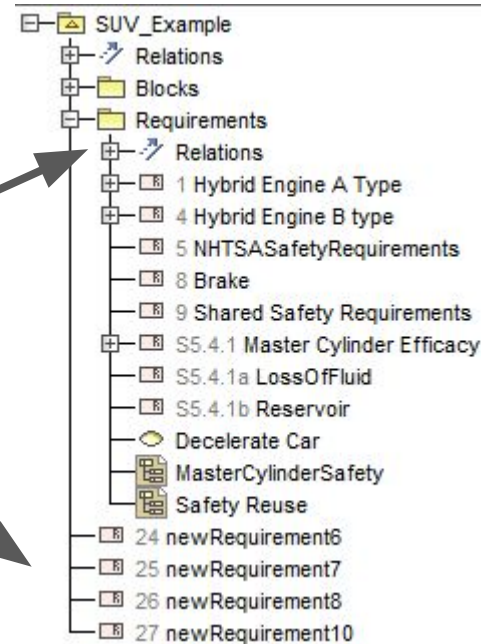 SUV_Example
Relations
Blocks
Requirements
Relations
1 Hybrid Engine A Type
4 Hybrid Engine B type
5 NHTSASafetyRequirements
8 Brake
9 Shared Safety Requirements
S5.4.1 Master Cylinder Efficacy
S5.4.1a LossOfFluid
S5.4.1b Reservoir
Decelerate Car
MasterCylinderSafety
Safety Reuse
24 newRequirement6
25 newRequirement7
26 newRequirement8
27 newRequirement10